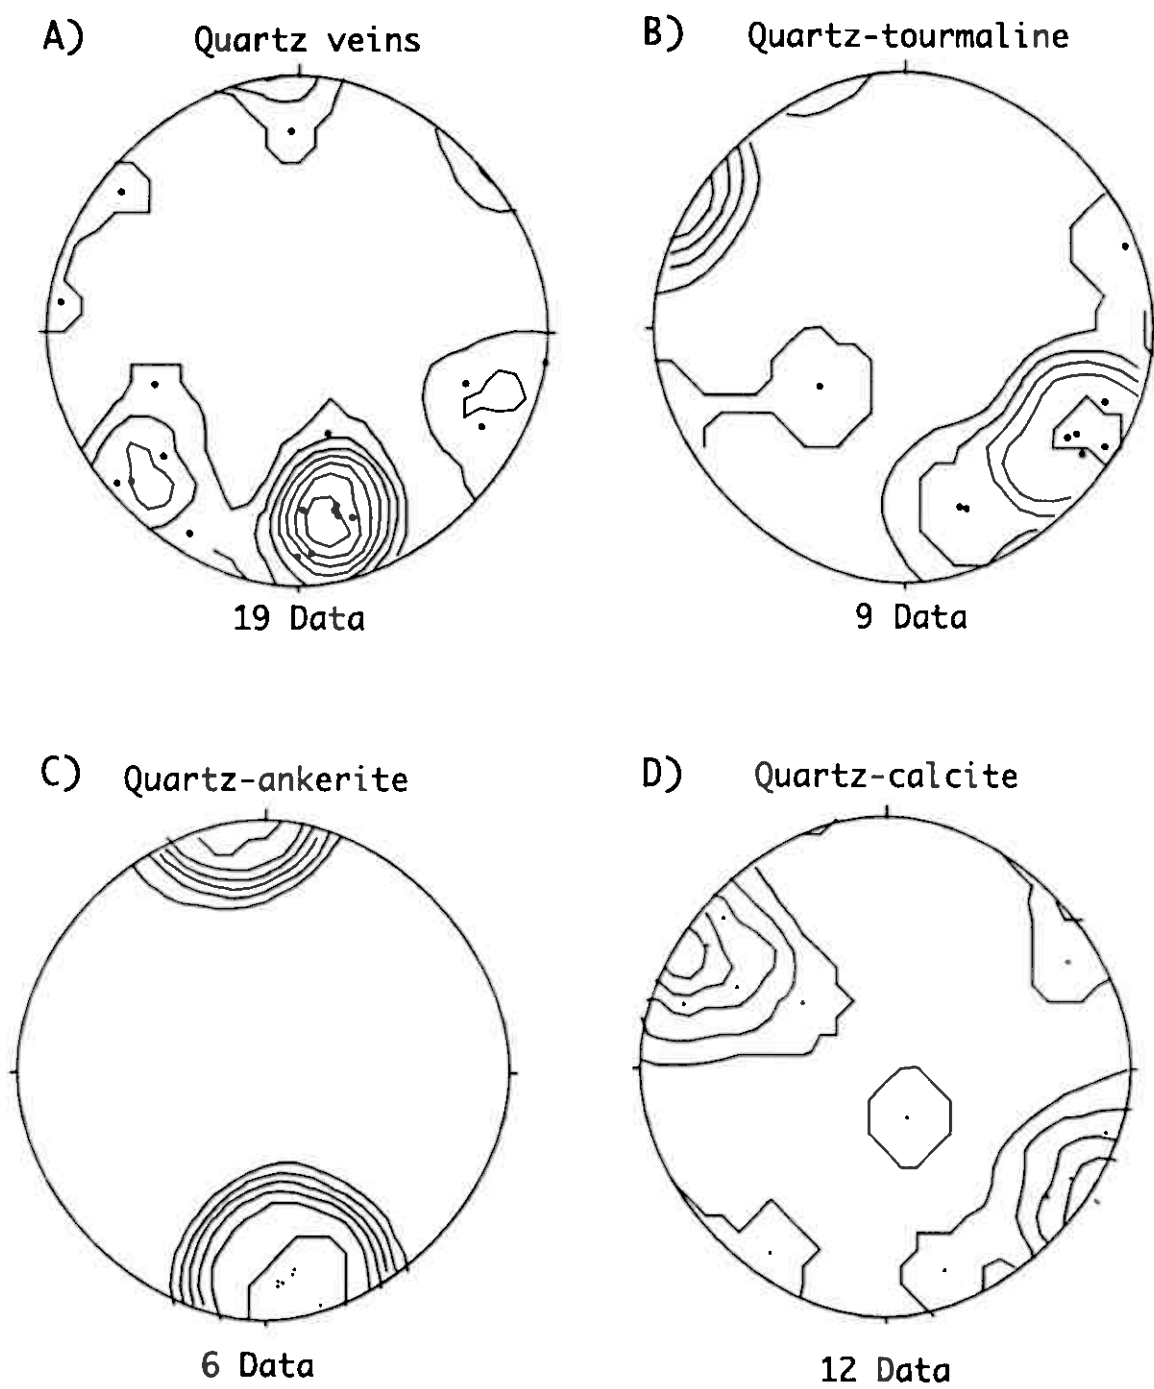 A) Quartz veins
B) Quartz-tourmaline
19 Data
9 Data
C) Quartz-ankerite
D) Quartz-calcite
6 Data
12 Data